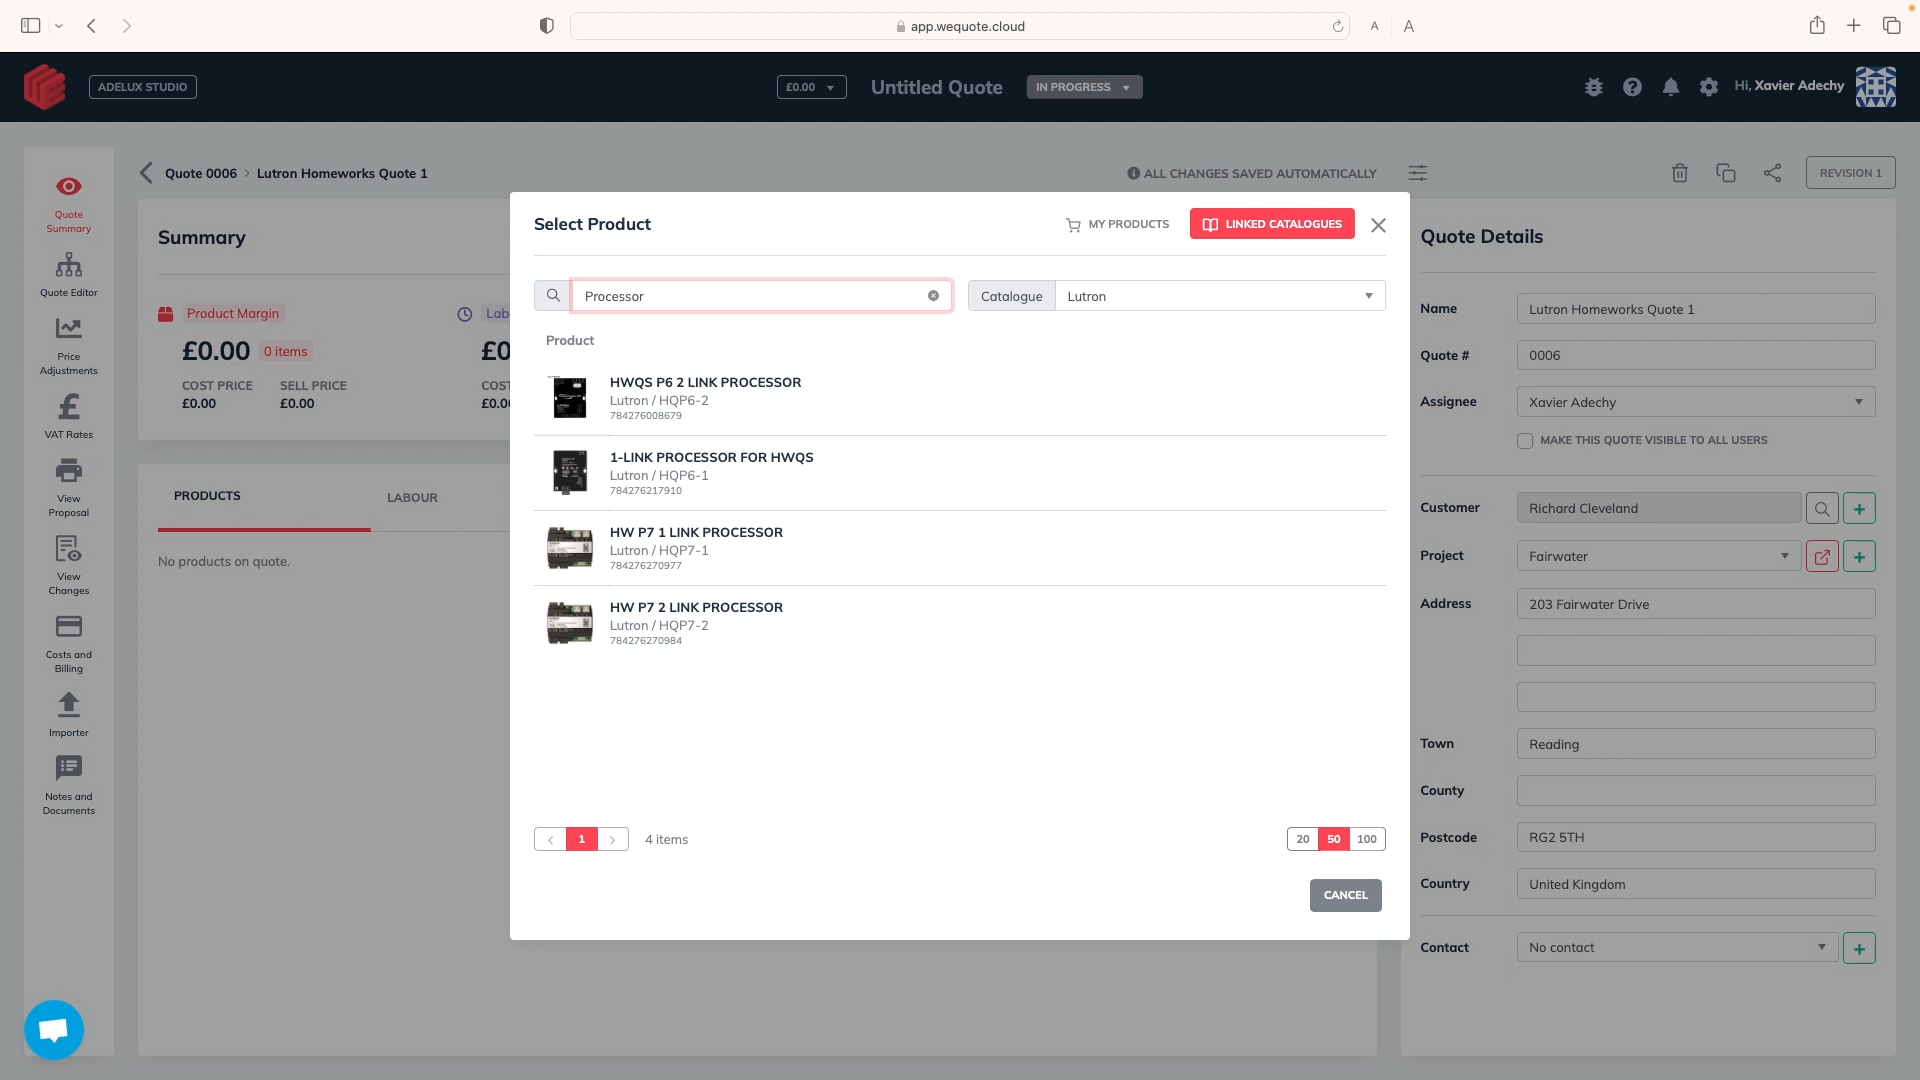 app.wequote.cloud
A
A
ADELUX STUDIO
£0.00
Untitled Quote
IN PROGRESS
Hi, Xavier Adechy
Quote 0006 › Lutron Homeworks Quote 1
ALL CHANGES SAVED AUTOMATICALLY
REVISION 1
Quote
Summary
Quote Editor
Price
Adjustments
VAT Rates
View
Proposal
View
Changes
Costs and
Billing
Importer
Notes and
Documents
Summary
Product Margin
£0.00
0 items
COST PRICE
SELL PRICE
£0.00
£0.00
Lab
£0
COST
£0.0
PRODUCTS
LABOUR
No products on quote.
Select Product
MY PRODUCTS
LINKED CATALOGUES
Processor
Catalogue
Lutron
Product
HWQS P6 2 LINK PROCESSOR
Lutron / HQP6-2
784276008679
1-LINK PROCESSOR FOR HWQS
Lutron / HQP6-1
784276217910
HW P7 1 LINK PROCESSOR
Lutron / HQP7-1
784276270977
HW P7 2 LINK PROCESSOR
Lutron / HQP7-2
784276270984
1
4 items
20
50
100
CANCEL
Quote Details
Name
Lutron Homeworks Quote 1
Quote #
0006
Assignee
Xavier Adechy
MAKE THIS QUOTE VISIBLE TO ALL USERS
Customer
Richard Cleveland
Project
Fairwater
Address
203 Fairwater Drive
Town
Reading
County
Postcode
RG2 5TH
Country
United Kingdom
Contact
No contact